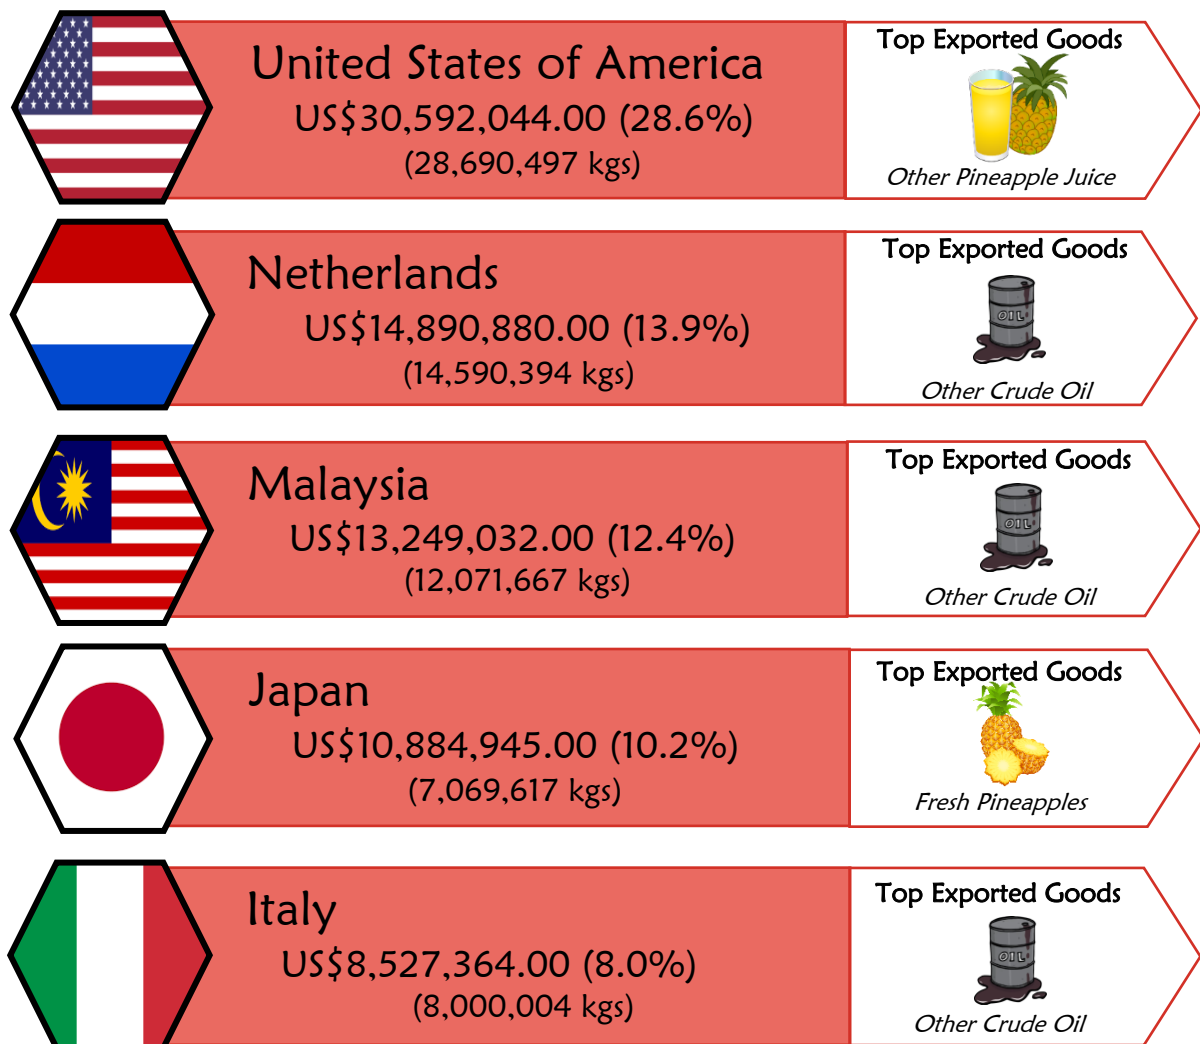 United States of America
US$30,592,044.00 (28.6%)
(28,690,497 kgs)
Top Exported Goods
Other Pineapple Juice
Netherlands
US$14,890,880.00 (13.9%)
(14,590,394 kgs)
Top Exported Goods
OIL
Other Crude Oil
Malaysia
US$13,249,032.00 (12.4%)
(12,071,667 kgs)
Top Exported Goods
OIL
Other Crude Oil
Japan
US$10,884,945.00 (10.2%)
(7,069,617 kgs)
Top Exported Goods
Fresh Pineapples
Italy
US$8,527,364.00 (8.0%)
(8,000,004 kgs)
Top Exported Goods
OIL
Other Crude Oil